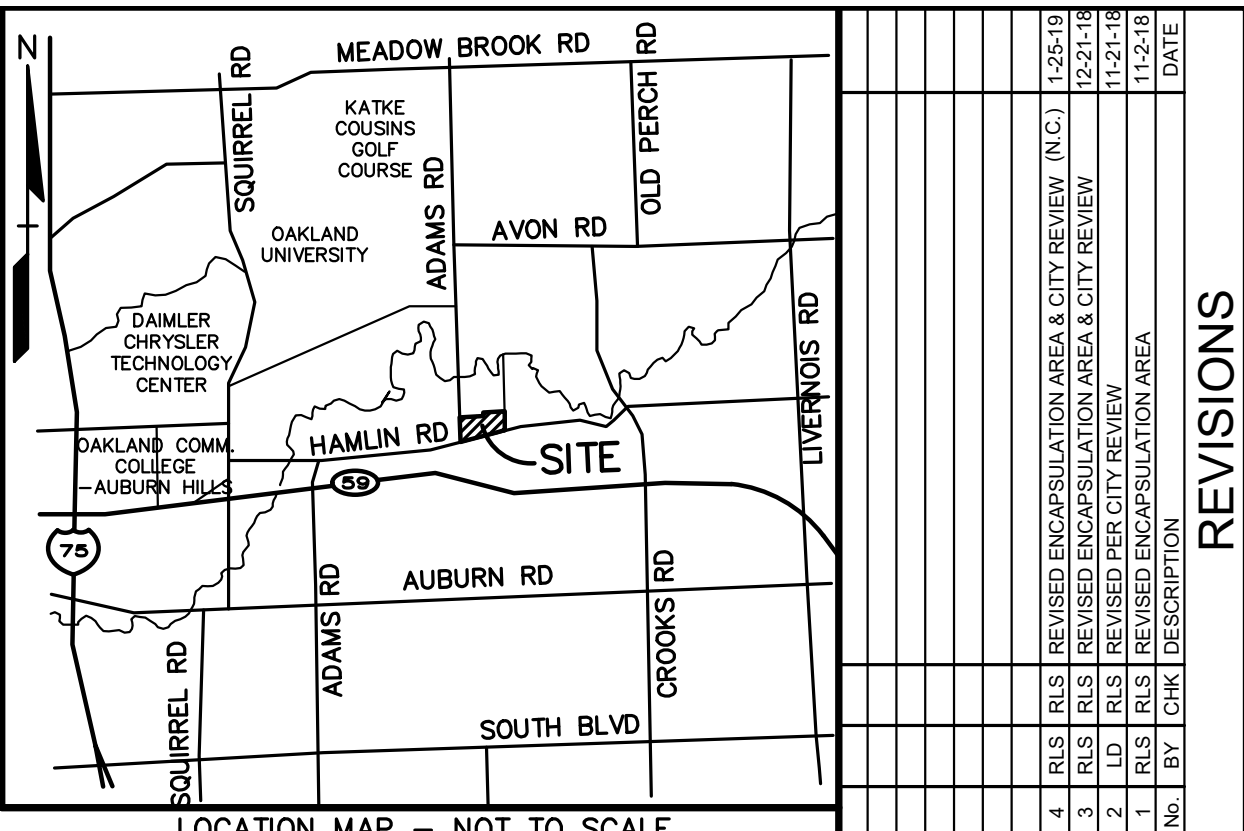 N
MEADOW BROOK RD
SQUIRREL RD
KATKE
COUSINS
GOLF
COURSE
ADAMS RD
OLD PERCH RD
OAKLAND
UNIVERSITY
AVON RD
DAIMLER
CHRYSLER
TECHNOLOGY
CENTER
LIVERNOIS RD
OAKLAND COMM.
COLLEGE
-AUBURN HILLS
HAMLIN RD
SITE
59
75
AUBURN RD
ADAMS RD
CROOKS RD
SQUIRREL RD
SOUTH BLVD
LOCATION MAP - NOT TO SCALE
4 RLS RLS REVISED ENCAPSULATION AREA & CITY REVIEW (N.C.) 1-25-19
3 RLS RLS REVISED ENCAPSULATION AREA & CITY REVIEW 12-21-18
2 LD RLS REVISED PER CITY REVIEW 11-21-18
1 RLS RLS REVISED ENCAPSULATION AREA 11-2-18
No. BY CHK DESCRIPTION DATE
REVISIONS